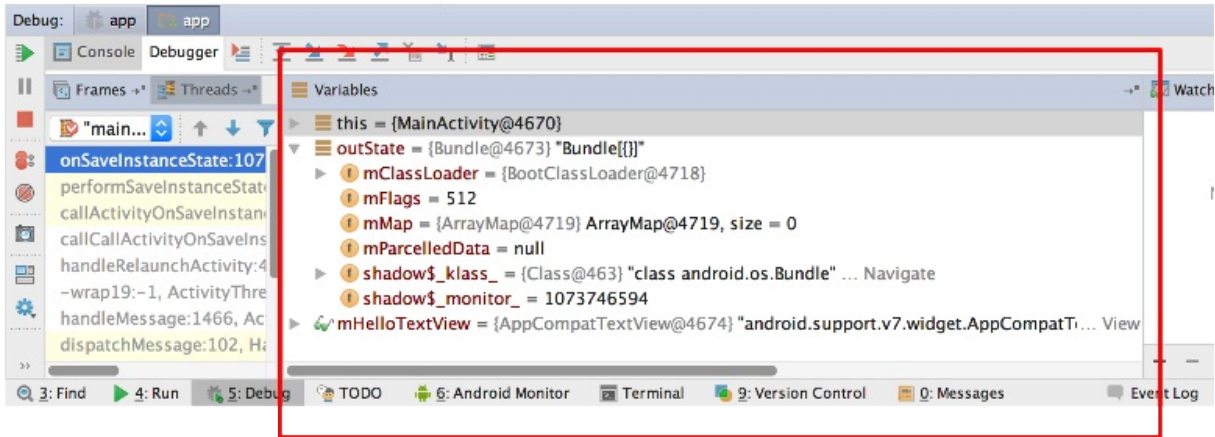 Debug: app app
Console Debugger
Frames Threads
Variables
Watch
"main...
this = {MainActivity@4670}
onSaveInstanceState:107
outState = {Bundle@4673} "Bundle[{}]"
performSaveInstanceStat
mClassLoader = {BootClassLoader@4718}
callActivityOnSaveInstan
mFlags = 512
callCallActivityOnSaveIns
mMap = {ArrayMap@4719} ArrayMap@4719, size = 0
handleRelaunchActivity:4
mParcelledData = null
-wrap19:-1, ActivityThre
shadow$_klass_ = {Class@463} "class android.os.Bundle" ... Navigate
handleMessage:1466, Ac
shadow$_monitor_ = 1073746594
dispatchMessage:102, Ha
mHelloTextView = {AppCompatTextView@4674} "android.support.v7.widget.AppCompatT... View
3: Find 4: Run 5: Debug TODO 6: Android Monitor Terminal 9: Version Control 0: Messages Event Log